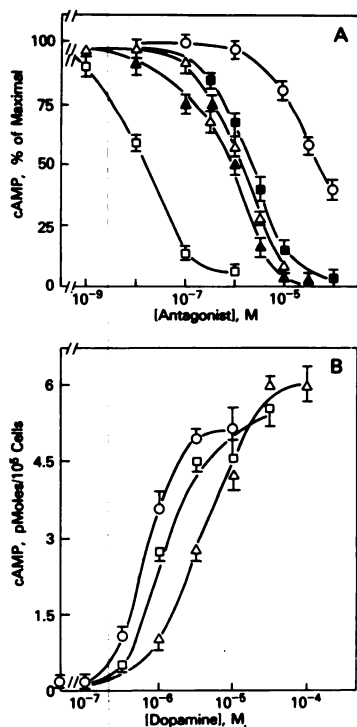 A
cAMP, % of Maximal
100
75
50
25
0
10⁻⁹
10⁻⁷
10⁻⁵
[Antagonist], M
B
cAMP, pMoles/10⁵ Cells
6
4.5
3
1.5
0
10⁻⁷
10⁻⁶
10⁻⁵
10⁻⁴
[Dopamine], M